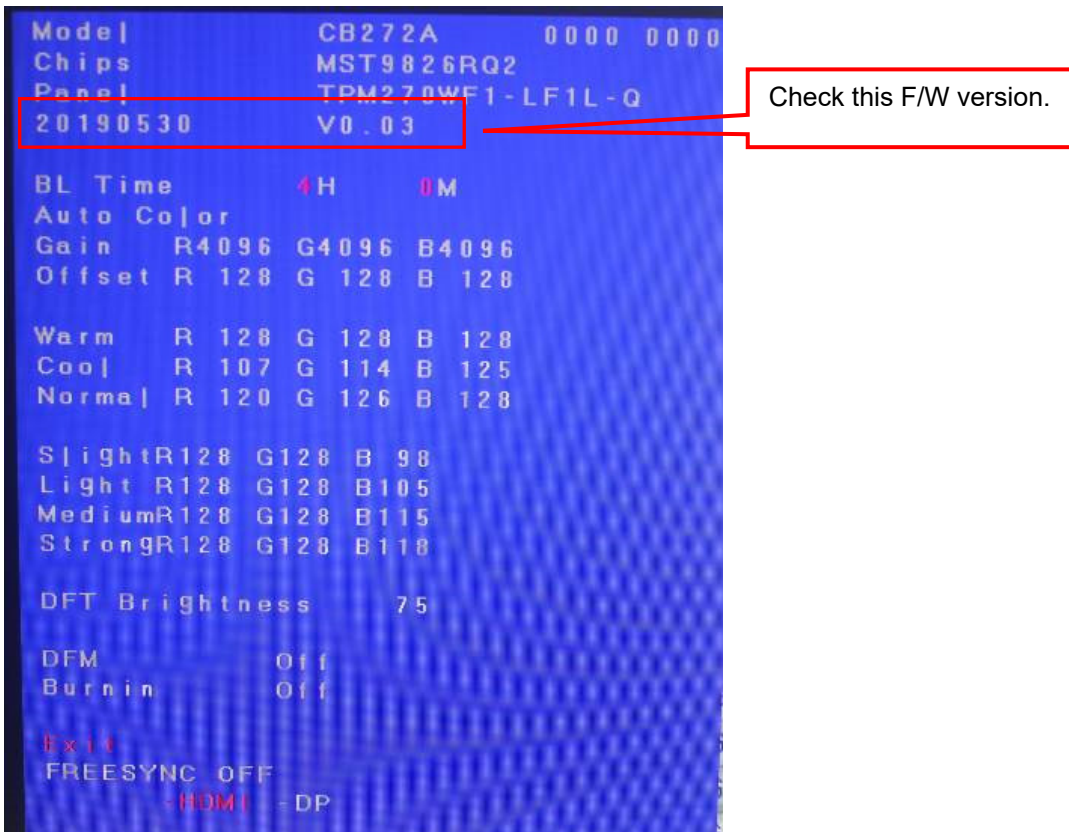 Model CB272A 0000 0000
Chips MST9826RQ2
Panel TPM270WF1-LF1L-Q
20190530 V0.03
Check this F/W version.
BL Time 4H 0M
Auto Color
Gain R4096 G4096 B4096
Offset R 128 G 128 B 128
Warm R 128 G 128 B 128
Cool R 107 G 114 B 125
Normal R 120 G 126 B 128
SlightR128 G128 B 98
Light R128 G128 B105
MediumR128 G128 B115
StrongR128 G128 B118
DFT Brightness 75
DFM Off
Burnin Off
Exit
FREESYNC OFF
-HDMI -DP